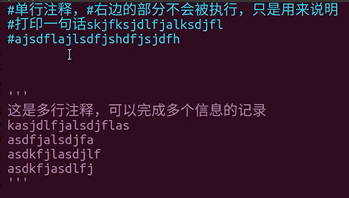 #单行注释，#右边的部分不会被执行，只是用来说明
#打印一句话skjfksjdlfjalksdjfl
#ajsdflajlsdfjshdfjsjdfh
'''
这是多行注释，可以完成多个信息的记录
kasjdlfjalsdjflas
asdfjalsdjfa
asdkfjlasdjlf
asdkfjasdlfj
'''